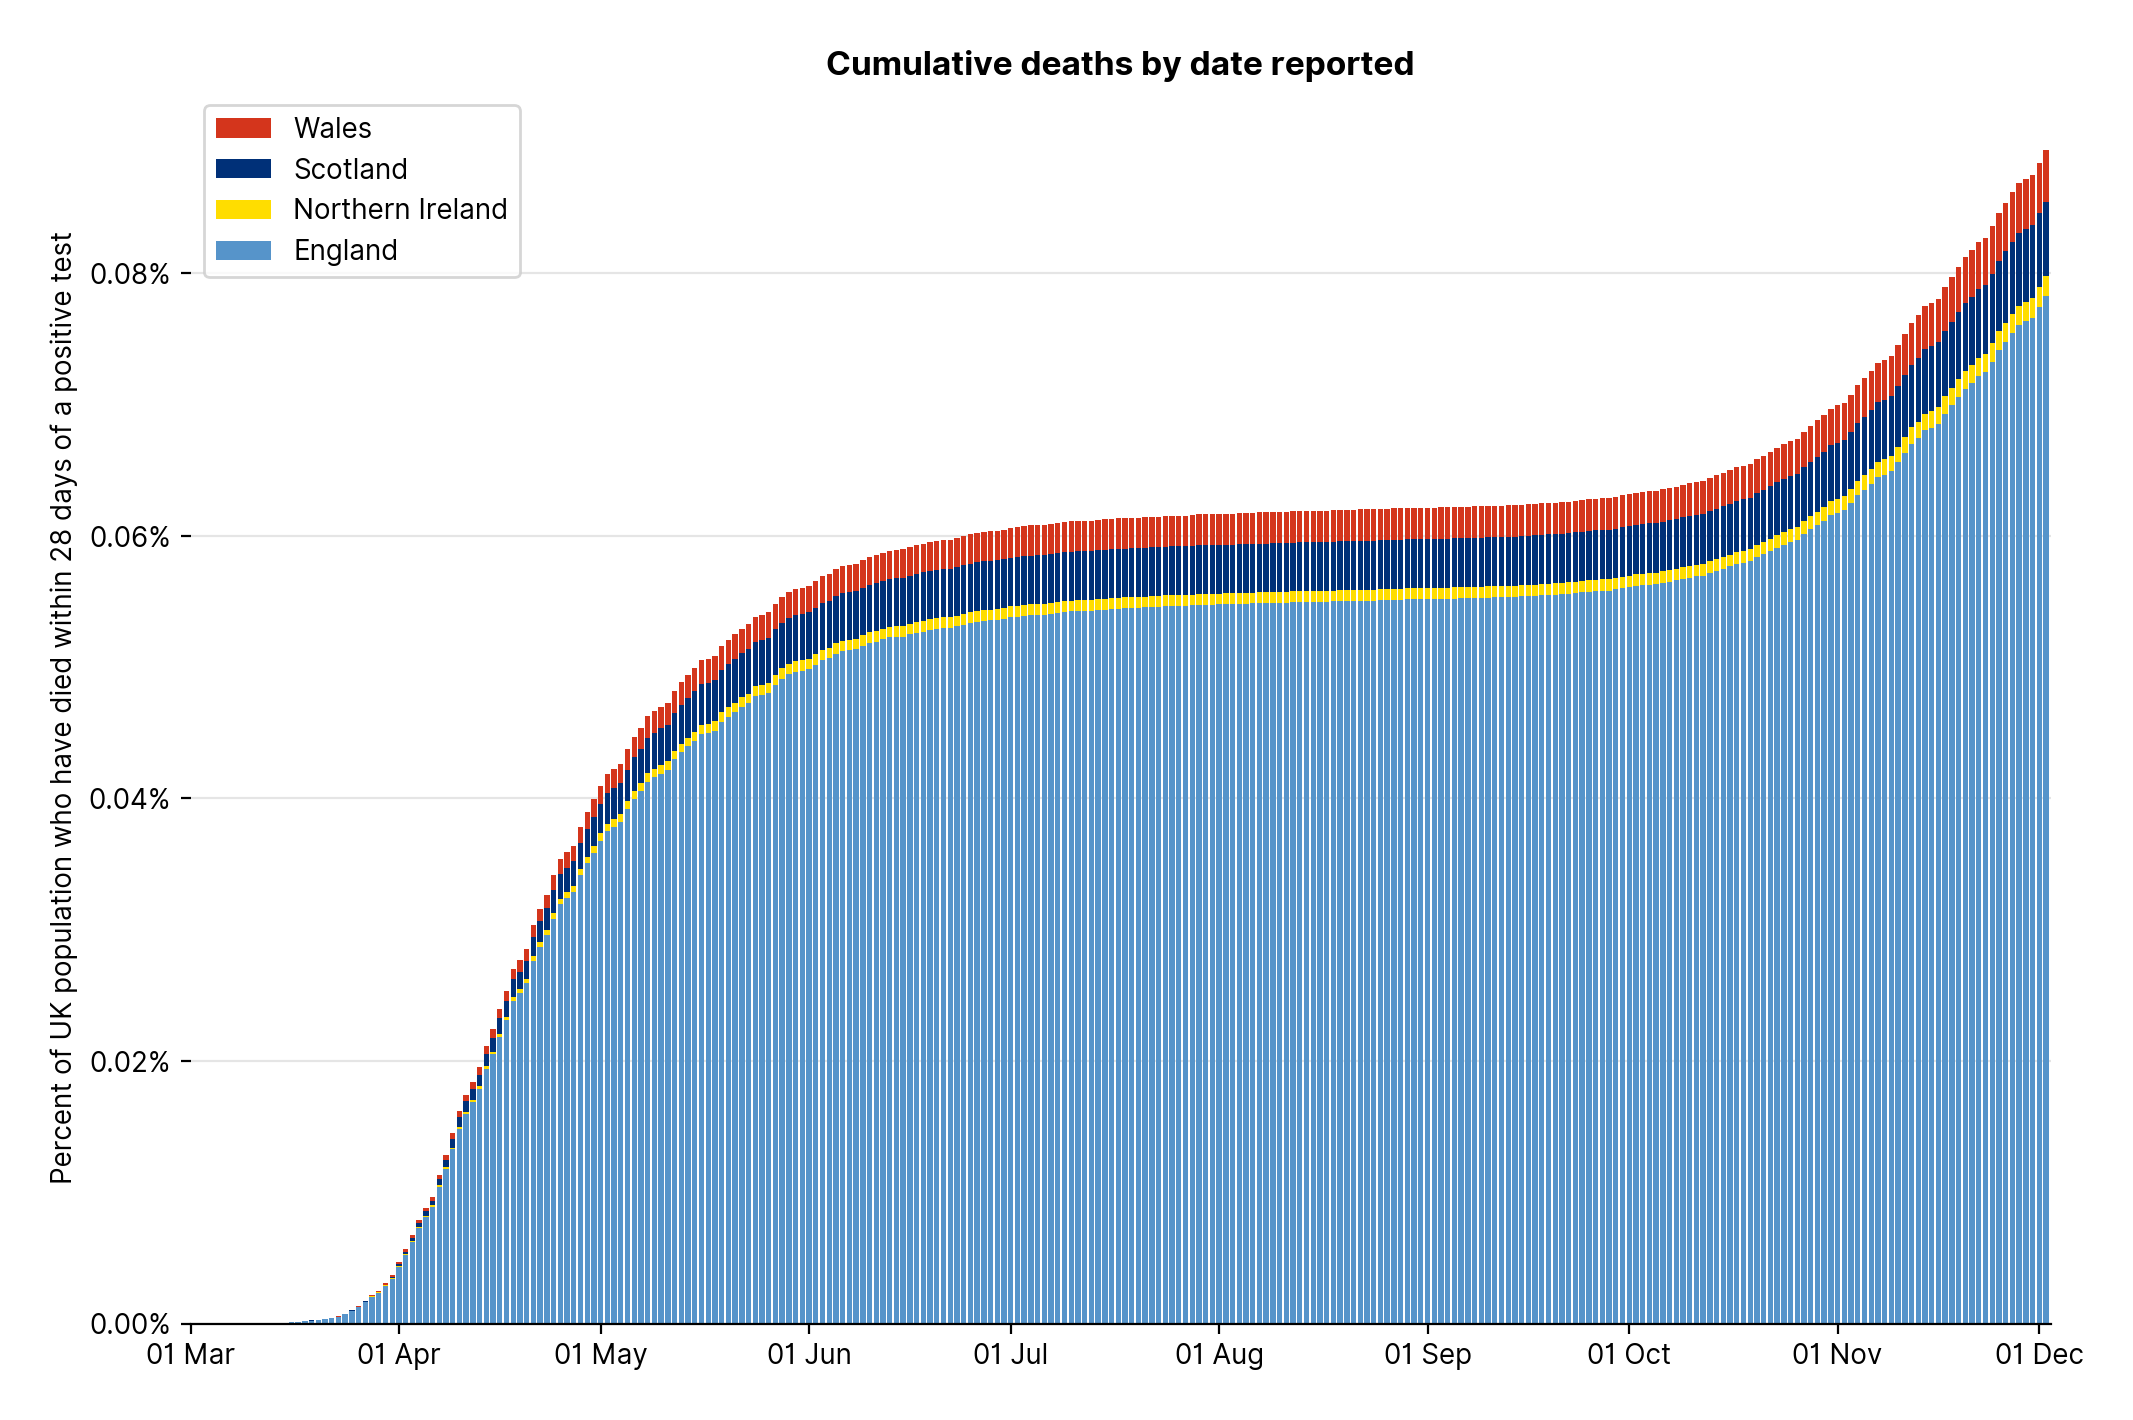 Cumulative deaths by date reported
Wales
Scotland
Northern Ireland
England
Percent of UK population who have died within 28 days of a positive test
0.08%
0.06%
0.04%
0.02%
0.00%
01 Mar
01 Apr
01 May
01 Jun
01 Jul
01 Aug
01 Sep
01 Oct
01 Nov
01 Dec